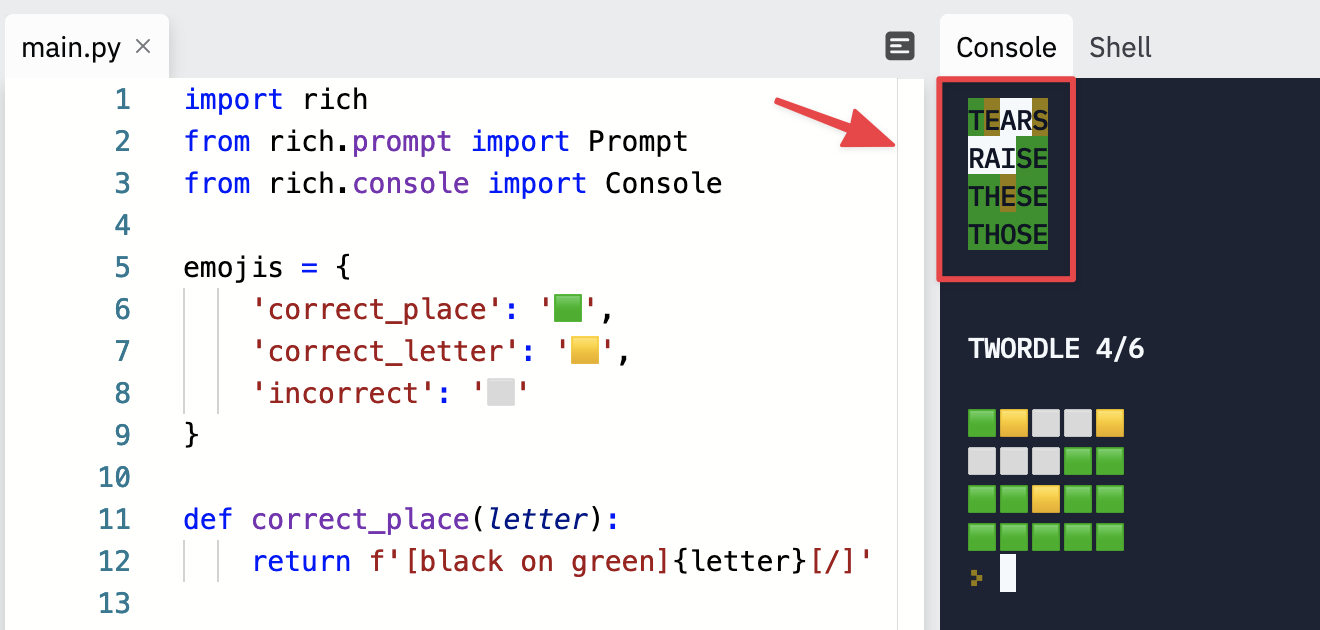 main.py ×
Console Shell
1 import rich
2 from rich.prompt import Prompt
3 from rich.console import Console
4
5 emojis = {
6 'correct_place': '🟩',
7 'correct_letter': '🟨',
8 'incorrect': '⬜'
9 }
10
11 def correct_place(letter):
12 return f'[black on green]{letter}[/]'
13
TEARS
RAISE
THESE
THOSE
TWORDLE 4/6
🟩🟨⬜⬜🟨
⬜⬜⬜🟩🟩
🟩🟩🟨🟩🟩
🟩🟩🟩🟩🟩
>